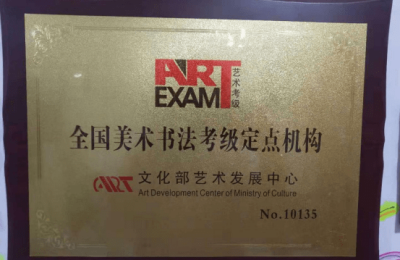 ART
EXAM
艺术考级
全国美术书法考级定点机构
ART 文化部艺术发展中心
Art Development Center of Ministry of Culture
No.10135